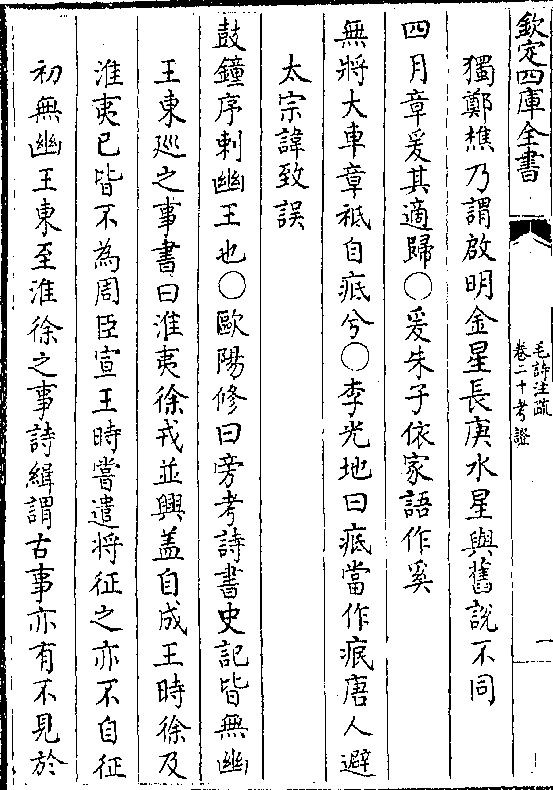 欽定四庫全書
毛詩注疏
卷二十考證
一
獨鄭樵乃謂啟明金星長庚水星與舊說不同
四月章爰其適歸○爰朱子依家語作奚
無將大車章祗自疷兮○李光地曰疷當作痻唐人避
太宗諱致誤
鼓鐘序刺幽王也○歐陽修曰旁考詩書史記皆無幽
王東廵之事書曰淮夷徐戎並興盖自成王時徐及
淮夷已皆不為周臣宣王時嘗遣將征之亦不自征
初無幽王東至淮徐之事詩緝謂古事亦有不見於